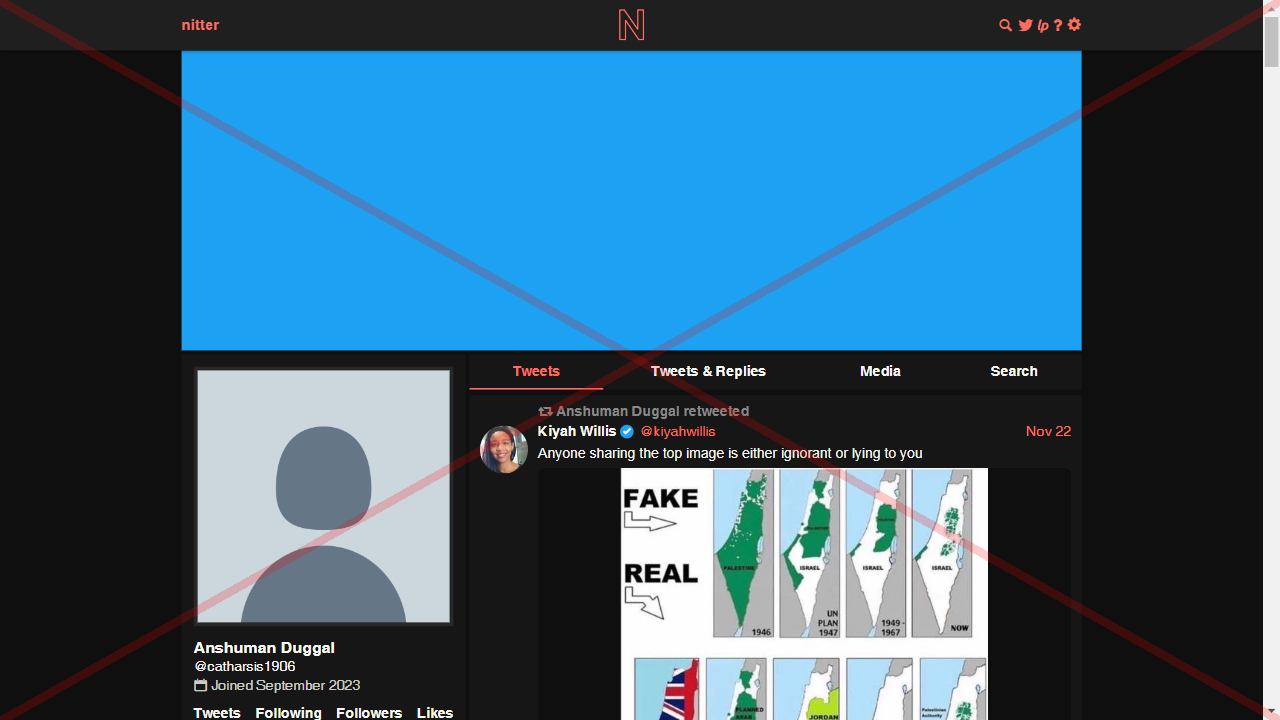 nitter
N
Tweets
Tweets & Replies
Media
Search
Anshuman Duggal retweeted
Kiyah Willis @kiyahwillis
Nov 22
Anyone sharing the top image is either ignorant or lying to you
FAKE
REAL
PALESTINE
1946
ISRAEL
UN
PLAN
1947
ISRAEL
1949 -
1967
ISRAEL
NOW
JORDAN
Palestinian
Authority
Anshuman Duggal
@catharsis1906
Joined September 2023
Tweets Following Followers Likes